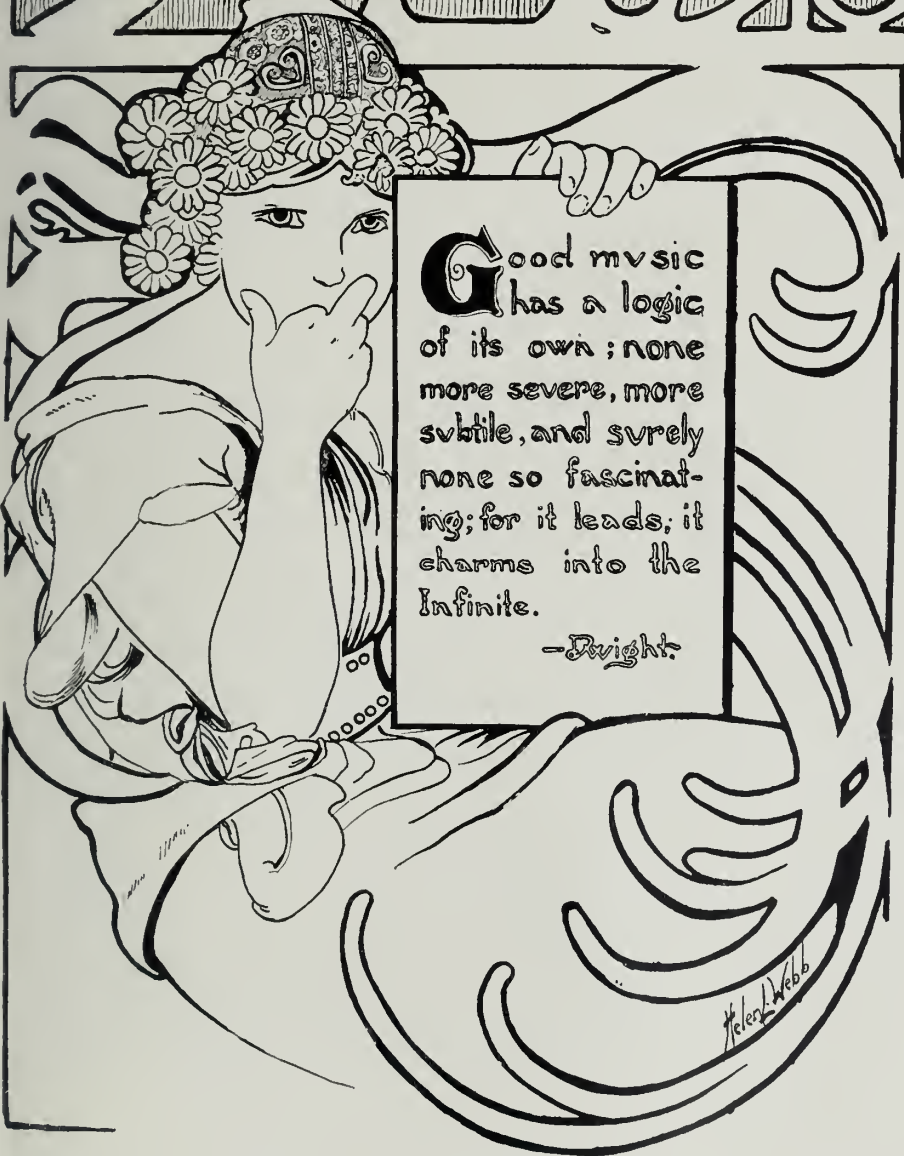 Good mvsic
has a logic
of its own ; none
more severe, more
svbtile, and svrely
none so fascinat-
ing; for it leads, it
charms into the
Infinite.
—Dwight.
Helen L Webb